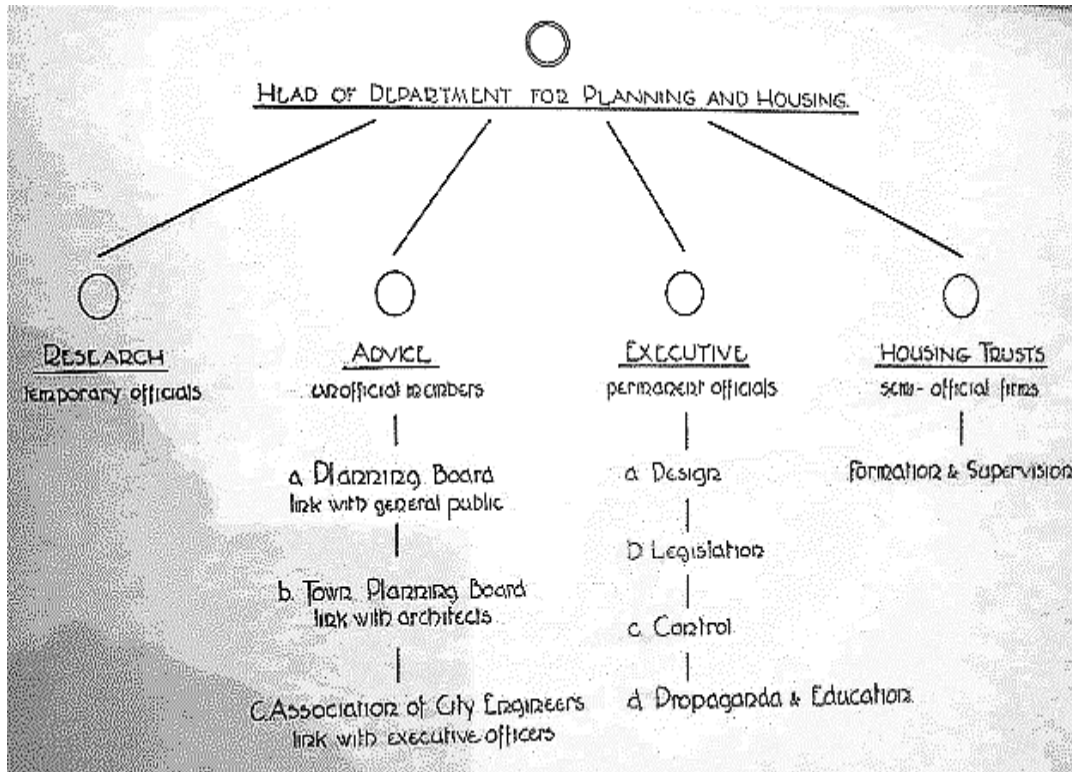 HEAD OF DEPARTMENT FOR PLANNING AND HOUSING.
RESEARCH
temporary officials
ADVICE
unofficial members
a Planning Board
link with general public
b. Town Planning Board
link with architects
C. Association of City Engineers
link with executive officers
EXECUTIVE
permanent officials
a Design
b Legislation
c Control
d. Propaganda & Education
HOUSING TRUSTS
semi-official firms
Formation & Supervision